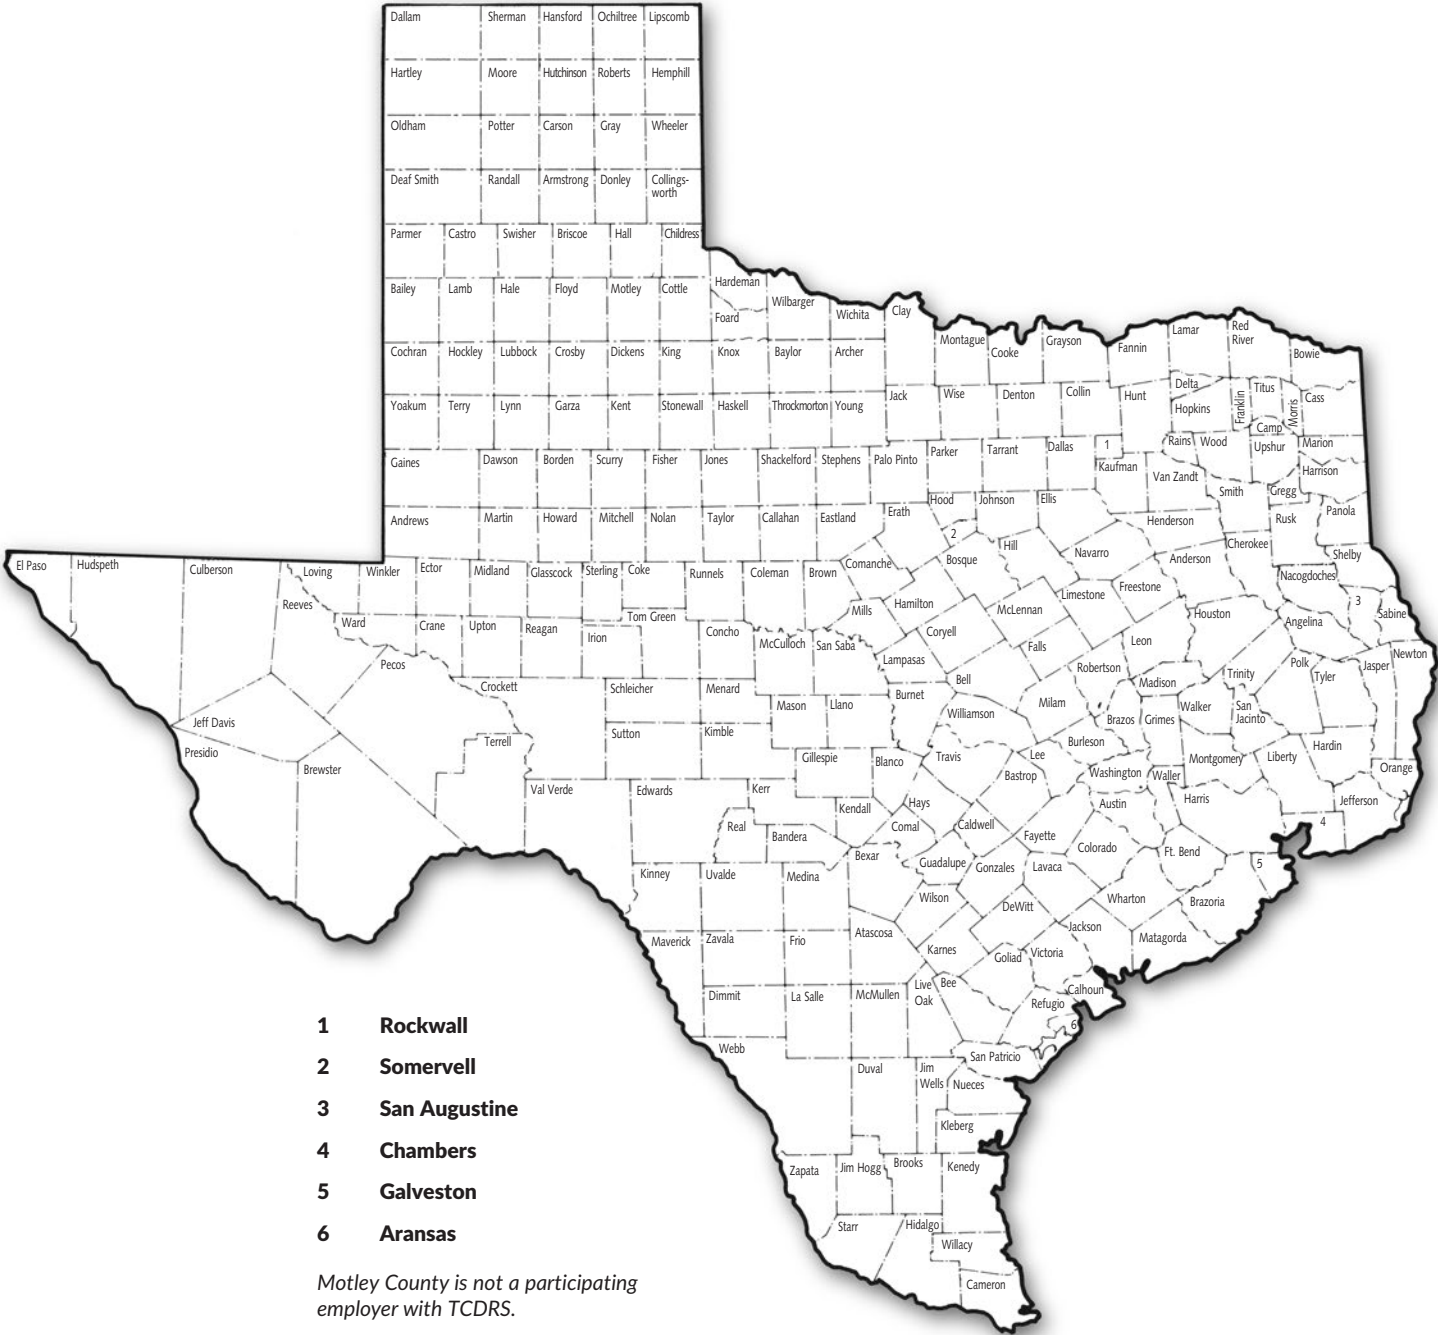 Dallam Sherman Hansford Ochiltree Lipscomb
Hartley Moore Hutchinson Roberts Hemphill
Oldham Potter Carson Gray Wheeler
Deaf Smith Randall Armstrong Donley Collings-
worth
Parmer Castro Swisher Briscoe Hall Childress
Bailey Lamb Hale Floyd Motley Cottle Hardeman
Foard Wilbarger Wichita Clay
Cochran Hockley Lubbock Crosby Dickens King Knox Baylor Archer Montague Cooke Grayson Fannin Lamar Red
River Bowie
Yoakum Terry Lynn Garza Kent Stonewall Haskell Throckmorton Young Jack Wise Denton Collin Hunt Delta
Hopkins Franklin Titus
Camp Morris Cass
Gaines Dawson Borden Scurry Fisher Jones Shackelford Stephens Palo Pinto Parker Tarrant Dallas 1
Kaufman Rains Wood Upshur Marion
Van Zandt Smith Gregg Harrison
Andrews Martin Howard Mitchell Nolan Taylor Callahan Eastland Erath Hood Johnson Ellis Henderson Rusk Panola
2
El Paso Hudspeth Culberson Loving Winkler Ector Midland Glasscock Sterling Coke Runnels Coleman Brown Comanche Bosque Hill Navarro Anderson Cherokee Shelby
Reeves Ward Crane Upton Reagan Irion Tom Green Concho Mills Hamilton McLennan Limestone Freestone Houston Nacogdoches 3 Sabine
McCulloch San Saba Coryell Falls Leon Angelina
Pecos Lampasas Robertson Polk Jasper Newton
Crockett Schleicher Menard Burnet Bell Milam Madison Trinity Tyler
Mason Llano Williamson Brazos Grimes Walker San
Jacinto
Jeff Davis Terrell Sutton Kimble Travis Lee Burleson Hardin
Presidio Brewster Gillespie Blanco Bastrop Washington Waller Montgomery Liberty Orange
Val Verde Edwards Kerr Kendall Hays Austin Harris Jefferson
Real Bandera Comal Caldwell Fayette Colorado 4
Bexar Guadalupe Gonzales Lavaca Ft. Bend 5
Kinney Uvalde Medina Wilson DeWitt Wharton Brazoria
Maverick Zavala Frio Atascosa Karnes Goliad Victoria Jackson Matagorda
Dimmit La Salle McMullen Live
Oak Bee Refugio Calhoun
6
Webb Duval Jim
Wells San Patricio
Nueces
Kleberg
Zapata Jim Hogg Brooks Kenedy
Starr Hidalgo Willacy
Cameron
1 Rockwall
2 Somervell
3 San Augustine
4 Chambers
5 Galveston
6 Aransas
Motley County is not a participating
employer with TCDRS.